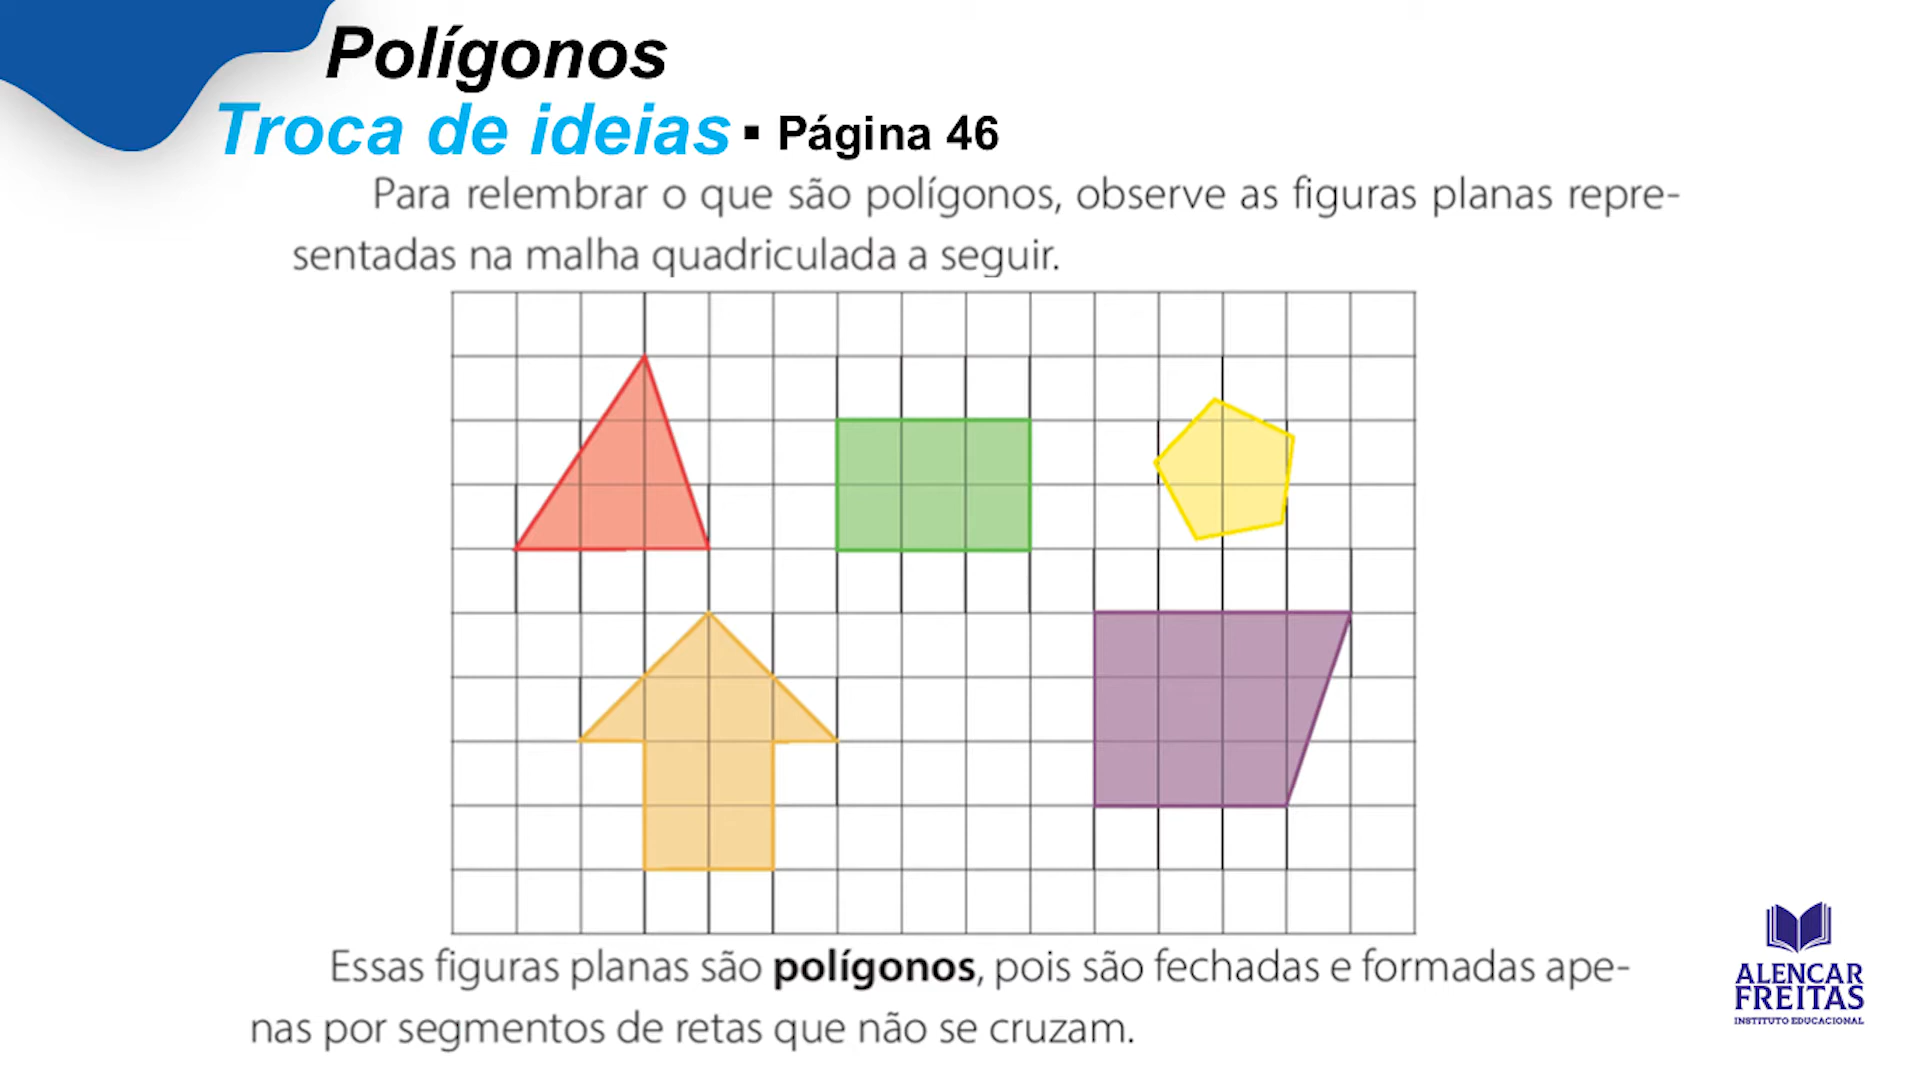 Polígonos
Troca de ideias ▪ Página 46
Para relembrar o que são polígonos, observe as figuras planas repre-
sentadas na malha quadriculada a seguir.
Essas figuras planas são polígonos, pois são fechadas e formadas ape-
nas por segmentos de retas que não se cruzam.
ALENCAR
FREITAS
INSTITUTO EDUCACIONAL